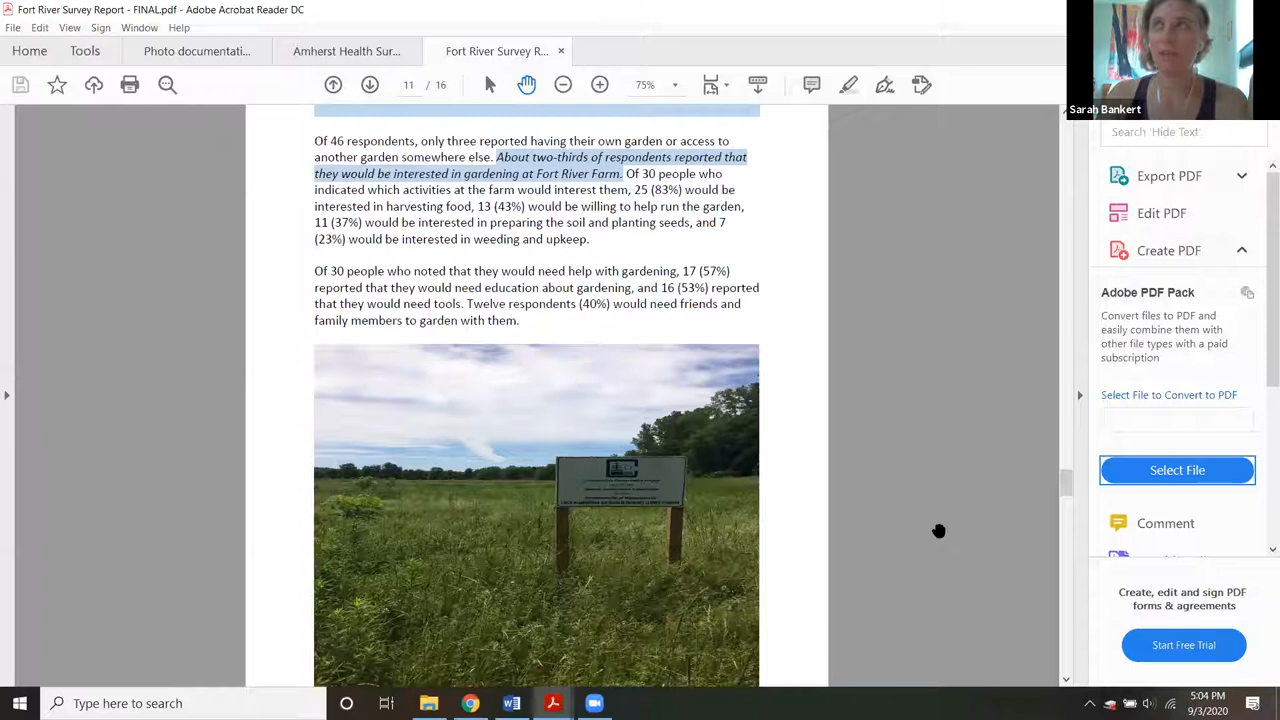 Fort River Survey Report - FINAL.pdf - Adobe Acrobat Reader DC
File Edit View Sign Window Help
Home Tools Photo documentati... Amherst Health Sur... Fort River Survey R... ×
11 / 16 75%
Sarah Bankert
Search 'Hide Text'
Of 46 respondents, only three reported having their own garden or access to
another garden somewhere else. About two-thirds of respondents reported that
they would be interested in gardening at Fort River Farm. Of 30 people who
indicated which activities at the farm would interest them, 25 (83%) would be
interested in harvesting food, 13 (43%) would be willing to help run the garden,
11 (37%) would be interested in preparing the soil and planting seeds, and 7
(23%) would be interested in weeding and upkeep.
Of 30 people who noted that they would need help with gardening, 17 (57%)
reported that they would need education about gardening, and 16 (53%) reported
that they would need tools. Twelve respondents (40%) would need friends and
family members to garden with them.
Export PDF
Edit PDF
Create PDF
Adobe PDF Pack
Convert files to PDF and
easily combine them with
other file types with a paid
subscription
Select File to Convert to PDF
Select File
Comment
Create, edit and sign PDF
forms & agreements
Start Free Trial
Type here to search
5:04 PM
9/3/2020